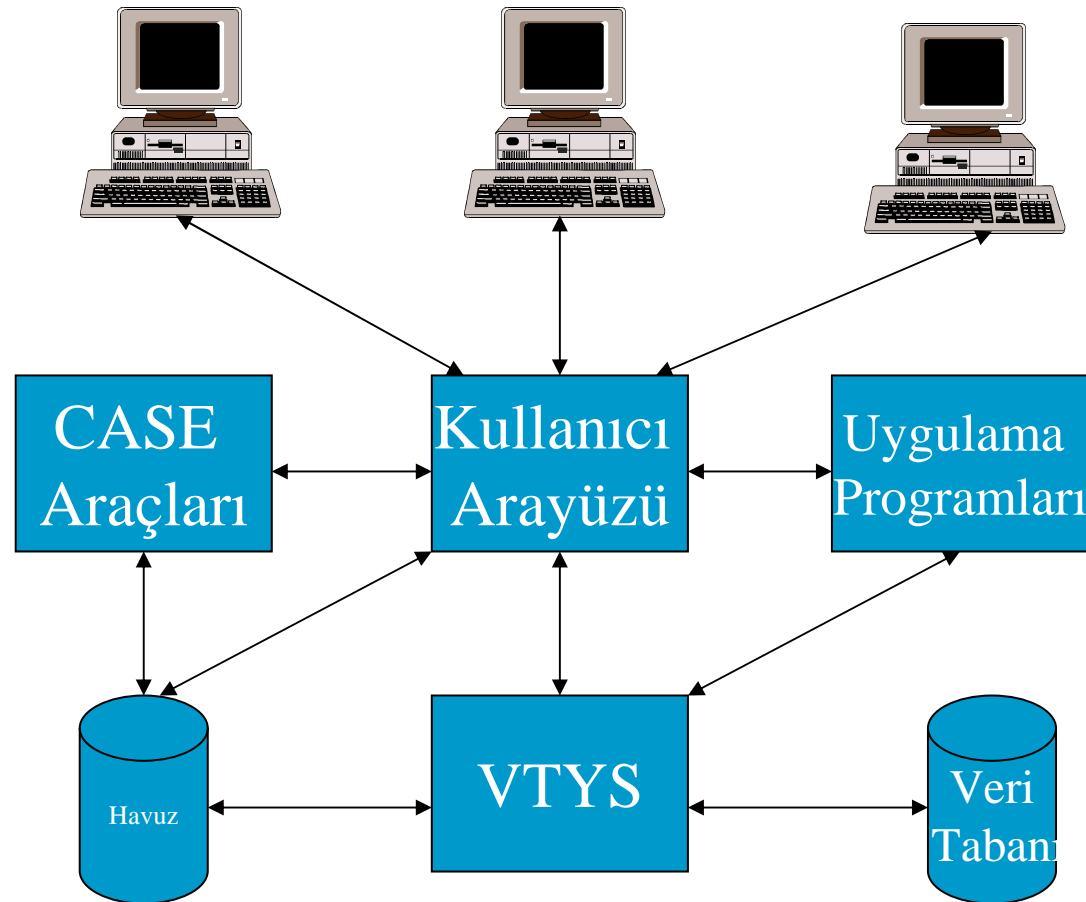 CASE
Araçları
Kullanıcı
Arayüzü
Uygulama
Programları
Havuz
VTYS
Veri
Tabanı